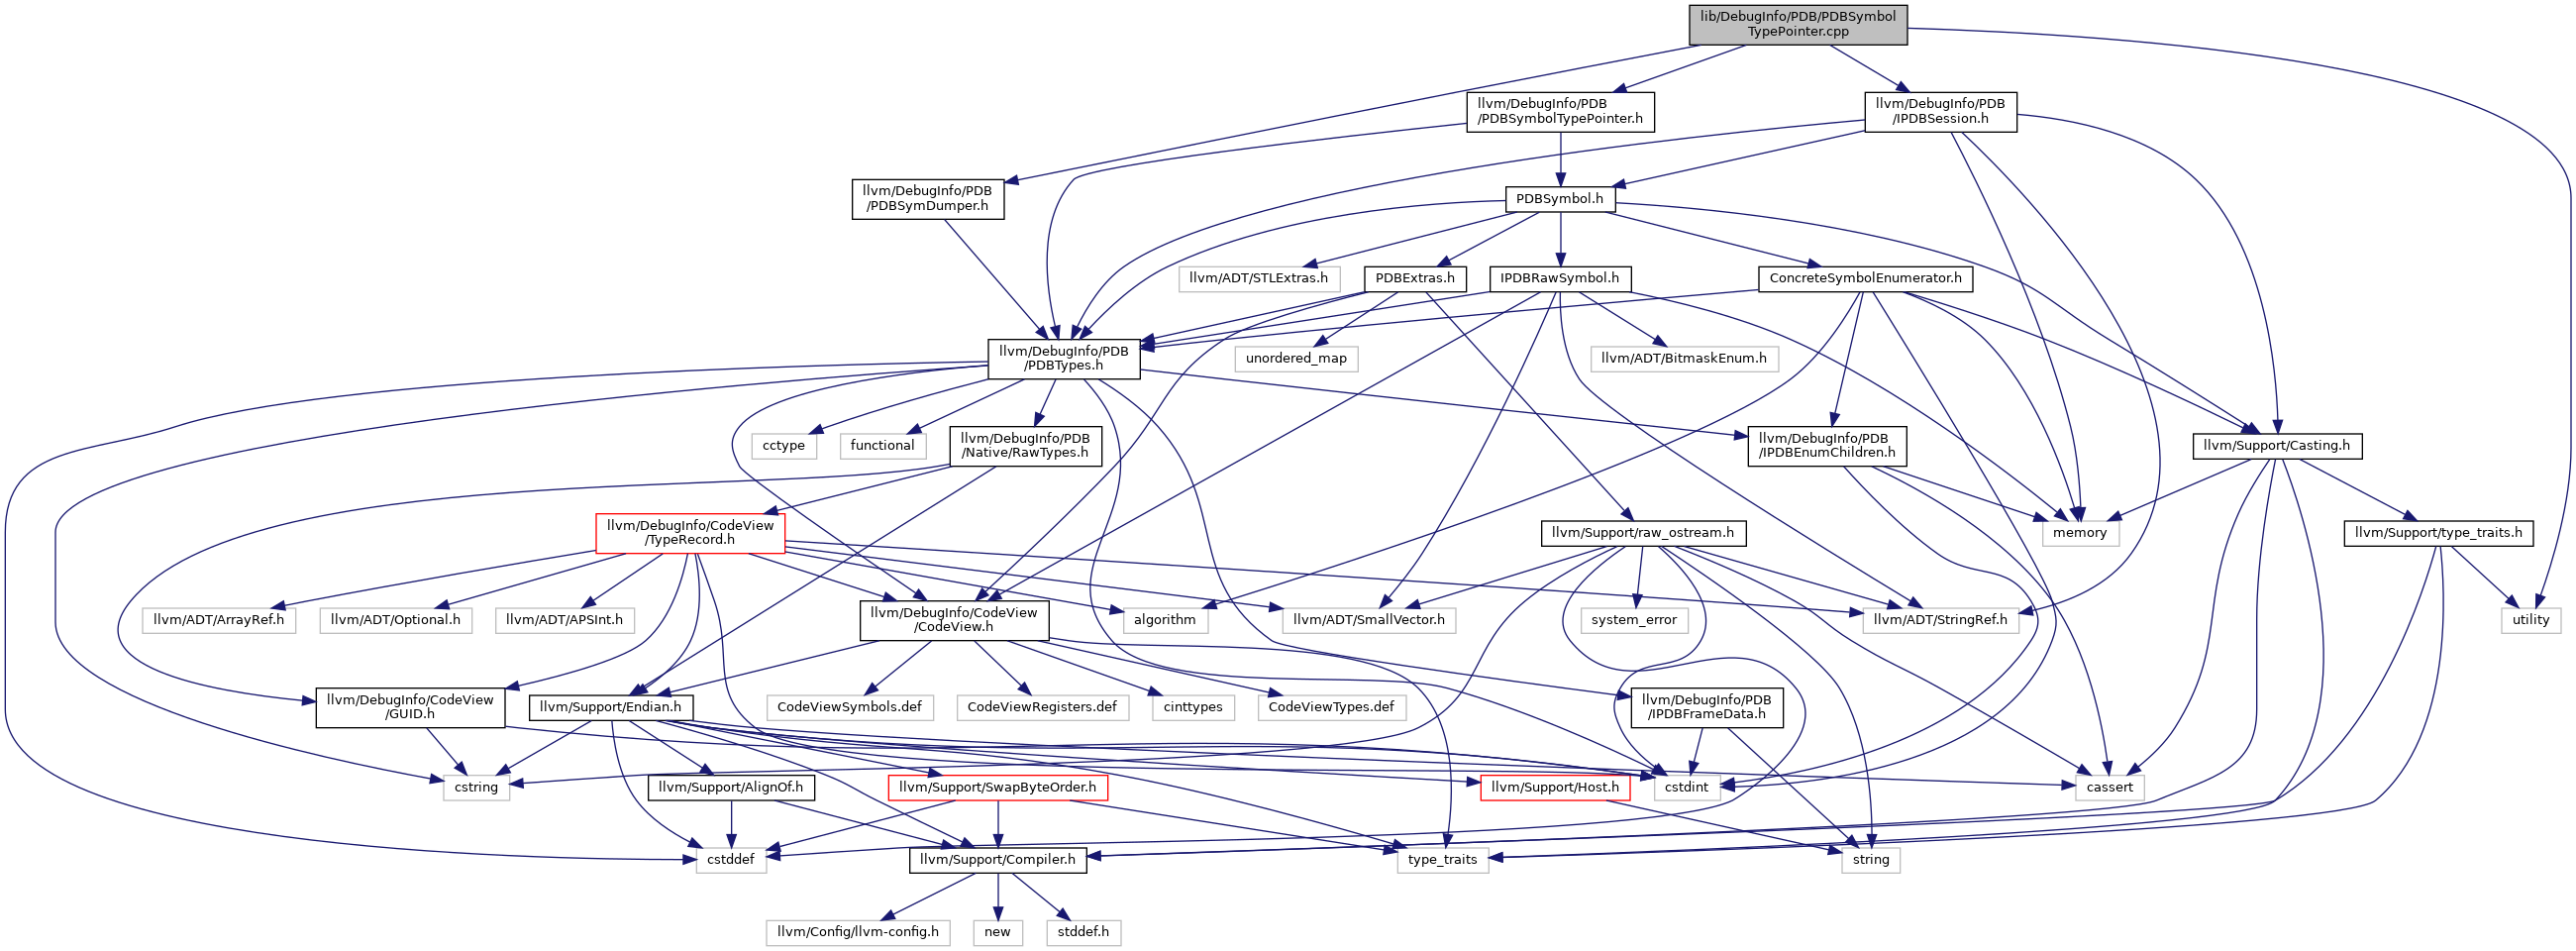 lib/DebugInfo/PDB/PDBSymbol
TypePointer.cpp
llvm/DebugInfo/PDB
/PDBSymbolTypePointer.h
llvm/DebugInfo/PDB
/IPDBSession.h
llvm/DebugInfo/PDB
/PDBSymDumper.h
PDBSymbol.h
llvm/ADT/STLExtras.h
PDBExtras.h
IPDBRawSymbol.h
ConcreteSymbolEnumerator.h
llvm/DebugInfo/PDB
/PDBTypes.h
unordered_map
llvm/ADT/BitmaskEnum.h
cctype
functional
llvm/DebugInfo/PDB
/Native/RawTypes.h
llvm/DebugInfo/PDB
/IPDBEnumChildren.h
llvm/Support/Casting.h
llvm/DebugInfo/CodeView
/TypeRecord.h
llvm/Support/raw_ostream.h
memory
llvm/Support/type_traits.h
llvm/ADT/ArrayRef.h
llvm/ADT/Optional.h
llvm/ADT/APSInt.h
llvm/DebugInfo/CodeView
/CodeView.h
algorithm
llvm/ADT/SmallVector.h
system_error
llvm/ADT/StringRef.h
utility
llvm/DebugInfo/CodeView
/GUID.h
llvm/Support/Endian.h
CodeViewSymbols.def
CodeViewRegisters.def
cinttypes
CodeViewTypes.def
llvm/DebugInfo/PDB
/IPDBFrameData.h
cstring
llvm/Support/AlignOf.h
llvm/Support/SwapByteOrder.h
llvm/Support/Host.h
cstdint
cassert
cstddef
llvm/Support/Compiler.h
type_traits
string
llvm/Config/llvm-config.h
new
stddef.h